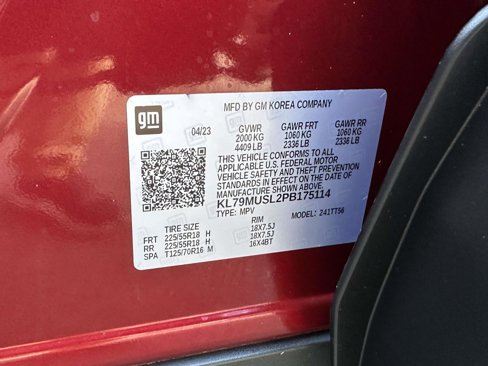 gm
MFD BY GM KOREA COMPANY
04/23 GVWR GAWR FRT GAWR RR
2000 KG 1060 KG 1060 KG
4409 LB 2336 LB 2336 LB
THIS VEHICLE CONFORMS TO ALL
APPLICABLE U.S. FEDERAL MOTOR
VEHICLE SAFETY AND THEFT PREVENTION
STANDARDS IN EFFECT ON THE DATE OF
MANUFACTURE SHOWN ABOVE.
KL79MUSL2PB175114
TYPE: MPV MODEL: 241TT56
TIRE SIZE RIM
FRT 225/55R18 H 18X7.5J
RR 225/55R18 H 18X7.5J
SPA T125/70R16 M 16X4BT